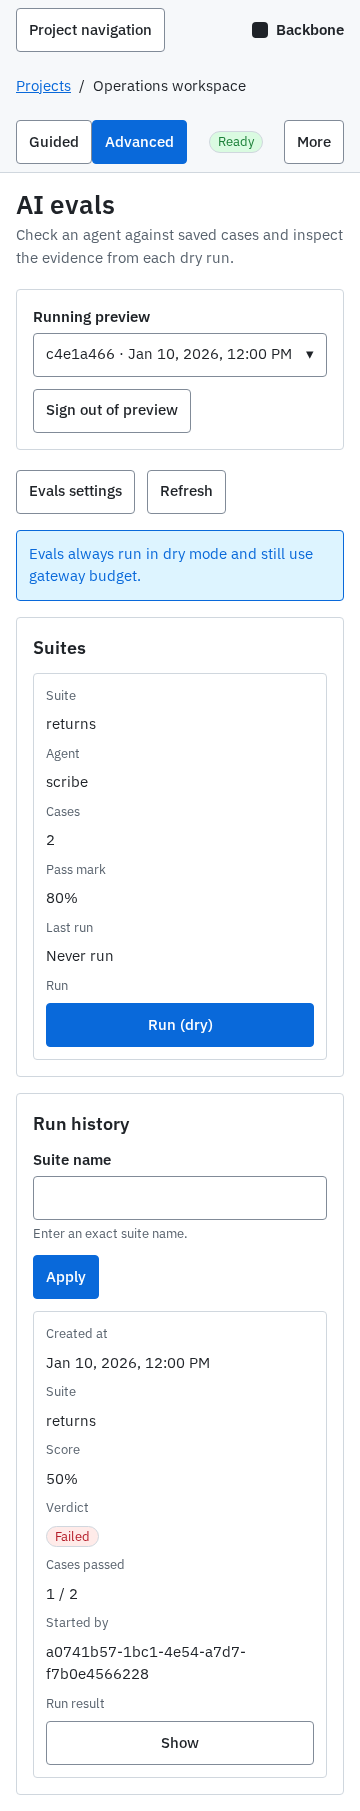 Project navigation
Backbone
Projects / Operations workspace
Guided
Advanced
Ready
More
AI evals
Check an agent against saved cases and inspect
the evidence from each dry run.
Running preview
c4e1a466 · Jan 10, 2026, 12:00 PM ▾
Sign out of preview
Evals settings
Refresh
Evals always run in dry mode and still use
gateway budget.
Suites
Suite
returns
Agent
scribe
Cases
2
Pass mark
80%
Last run
Never run
Run
Run (dry)
Run history
Suite name
Enter an exact suite name.
Apply
Created at
Jan 10, 2026, 12:00 PM
Suite
returns
Score
50%
Verdict
Failed
Cases passed
1 / 2
Started by
a0741b57-1bc1-4e54-a7d7-
f7b0e4566228
Run result
Show